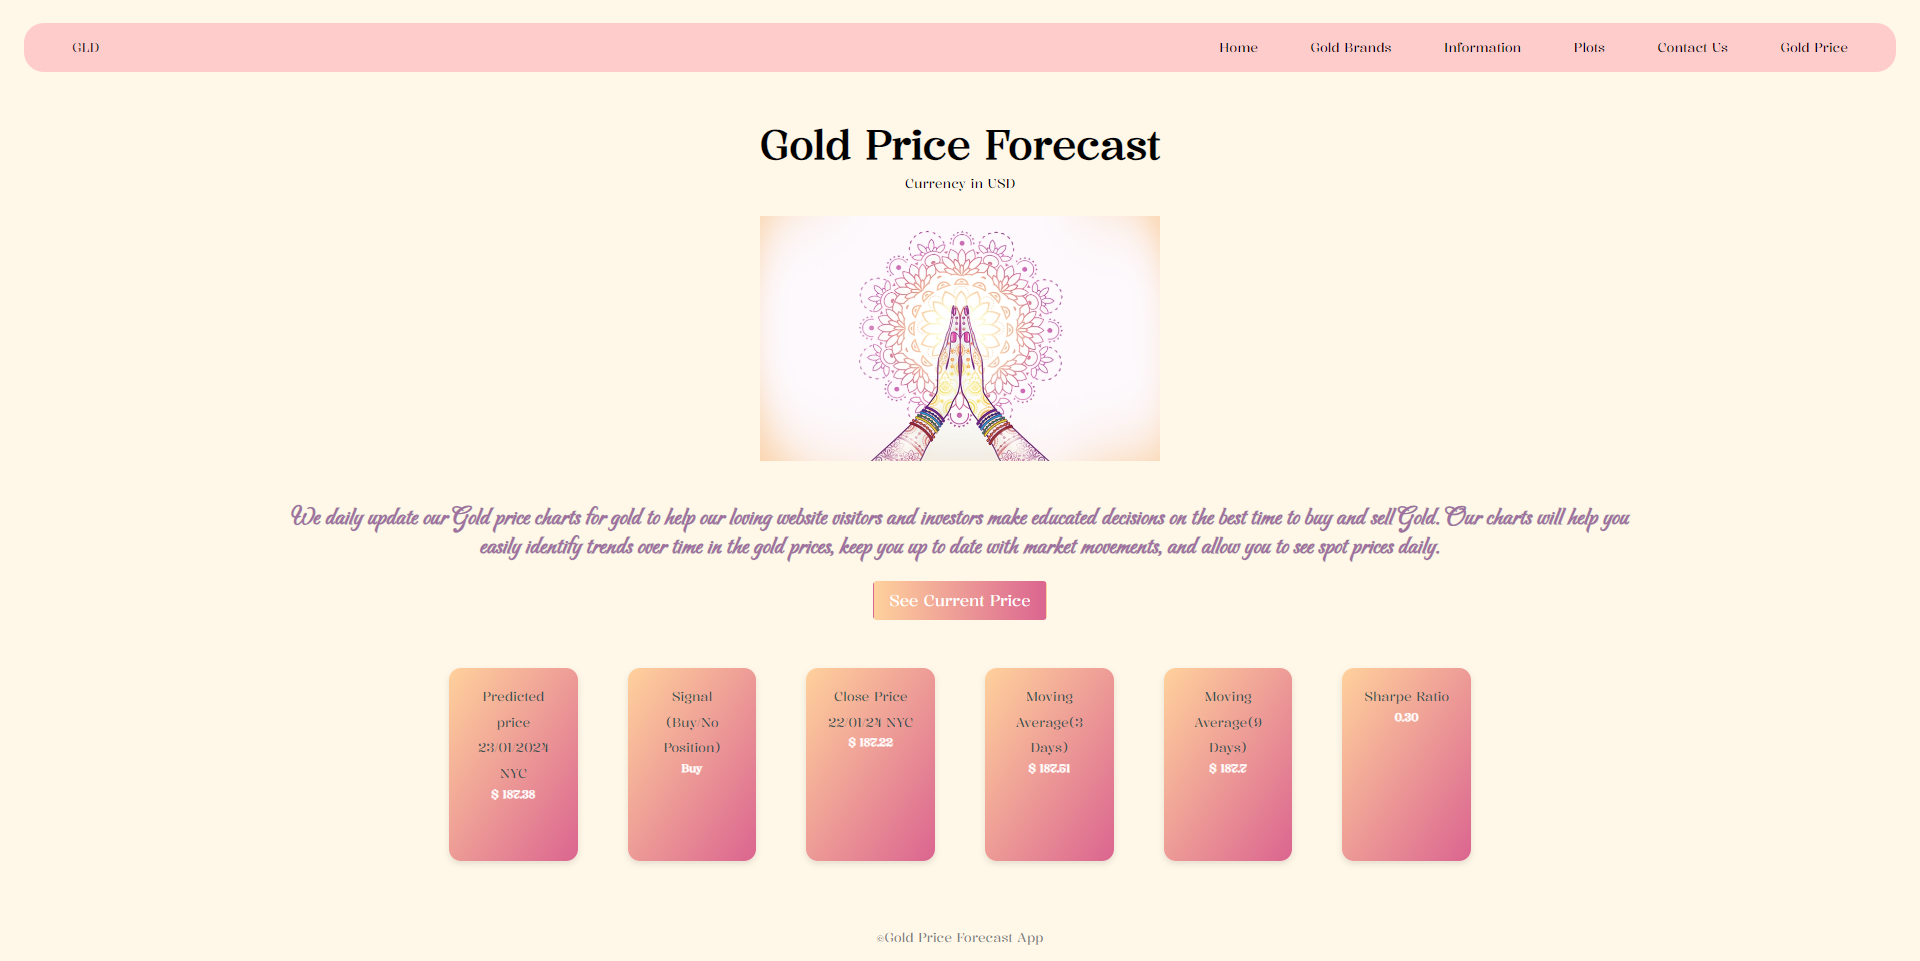 GLD
Home
Gold Brands
Information
Plots
Contact Us
Gold Price
Gold Price Forecast
Currency in USD
We daily update our Gold price charts for gold to help our loving website visitors and investors make educated decisions on the best time to buy and sell Gold. Our charts will help you
easily identify trends over time in the gold prices, keep you up to date with market movements, and allow you to see spot prices daily.
See Current Price
Predicted
price
23/01/2024
NYC
$ 187.38
Signal
(Buy/No
Position)
Buy
Close Price
22/01/24 NYC
$ 187.22
Moving
Average(3
Days)
$ 187.51
Moving
Average(9
Days)
$ 187.7
Sharpe Ratio
0.30
©Gold Price Forecast App